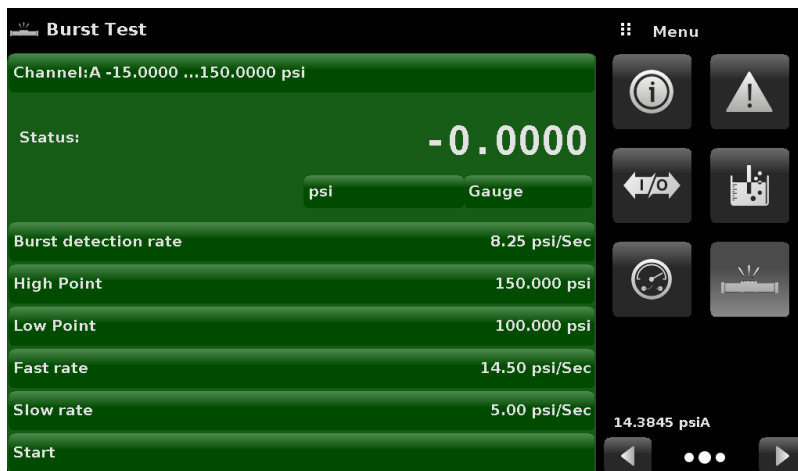 Burst Test
Channel:A -15.0000 ...150.0000 psi
Status:
-0.0000
psi Gauge
Burst detection rate 8.25 psi/Sec
High Point 150.000 psi
Low Point 100.000 psi
Fast rate 14.50 psi/Sec
Slow rate 5.00 psi/Sec
Start
Menu
I/O
14.3845 psiA